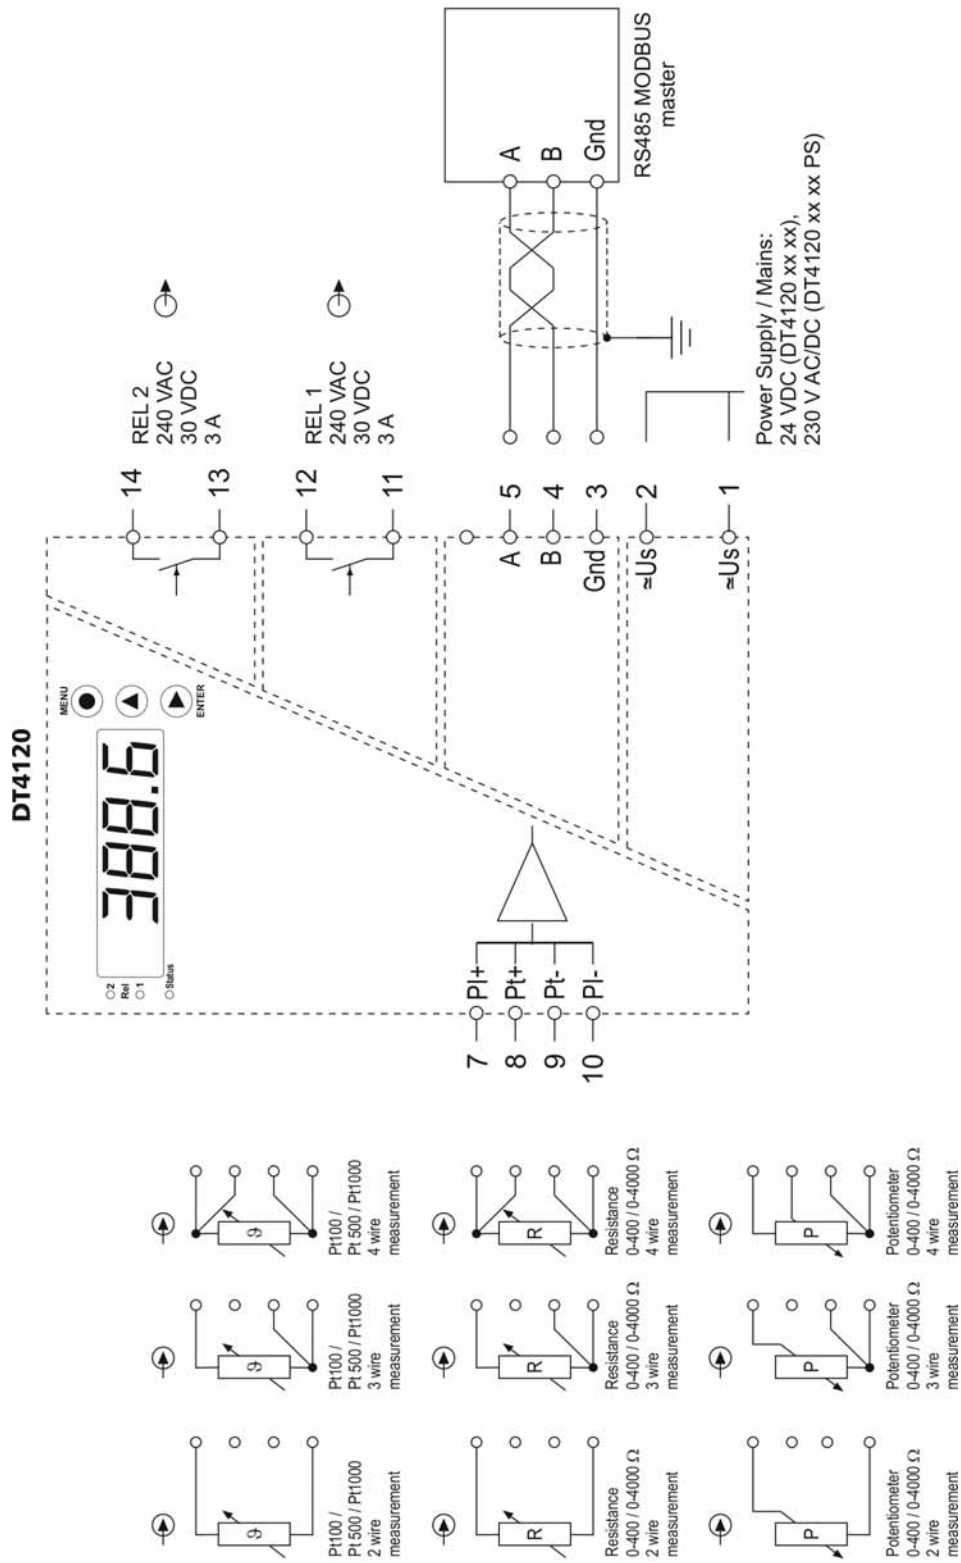 DT4120
2
Rel
1
Status
388.6
MENU
ENTER
14
13
REL 2
240 VAC
30 VDC
3 A
12
11
REL 1
240 VAC
30 VDC
3 A
7
PI+
8
Pt+
9
Pt-
10
PI-
A
5
B
4
Gnd
3
≃Us
2
≃Us
1
A
B
Gnd
RS485 MODBUS
master
Power Supply / Mains:
24 VDC (DT4120 xx xx),
230 V AC/DC (DT4120 xx xx PS)
ϑ
Pt100 /
Pt 500 / Pt1000
2 wire
measurement
ϑ
Pt100 /
Pt 500 / Pt1000
3 wire
measurement
ϑ
Pt100 /
Pt 500 / Pt1000
4 wire
measurement
R
Resistance
0-400 / 0-4000 Ω
2 wire
measurement
R
Resistance
0-400 / 0-4000 Ω
3 wire
measurement
R
Resistance
0-400 / 0-4000 Ω
4 wire
measurement
P
Potentiometer
0-400 / 0-4000 Ω
2 wire
measurement
P
Potentiometer
0-400 / 0-4000 Ω
3 wire
measurement
P
Potentiometer
0-400 / 0-4000 Ω
4 wire
measurement